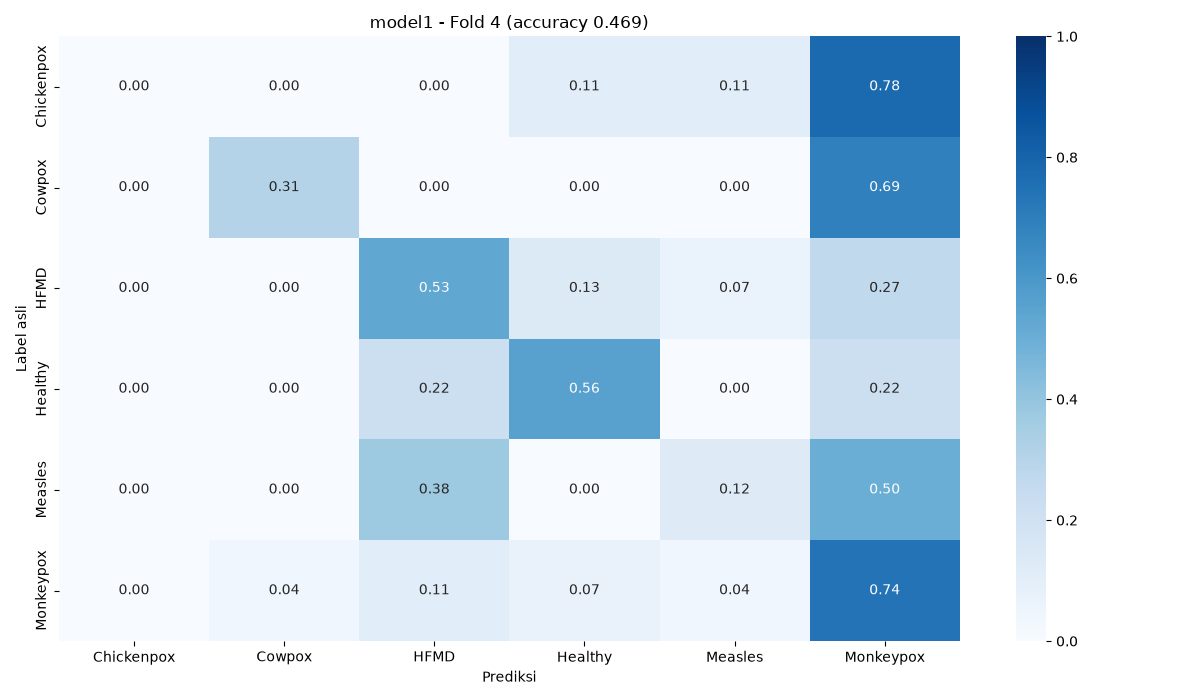 model1 - Fold 4 (accuracy 0.469)
Label asli
Chickenpox 0.00 0.00 0.00 0.11 0.11 0.78
Cowpox 0.00 0.31 0.00 0.00 0.00 0.69
HFMD 0.00 0.00 0.53 0.13 0.07 0.27
Healthy 0.00 0.00 0.22 0.56 0.00 0.22
Measles 0.00 0.00 0.38 0.00 0.12 0.50
Monkeypox 0.00 0.04 0.11 0.07 0.04 0.74
Chickenpox Cowpox HFMD Healthy Measles Monkeypox
Prediksi
1.0
0.8
0.6
0.4
0.2
0.0